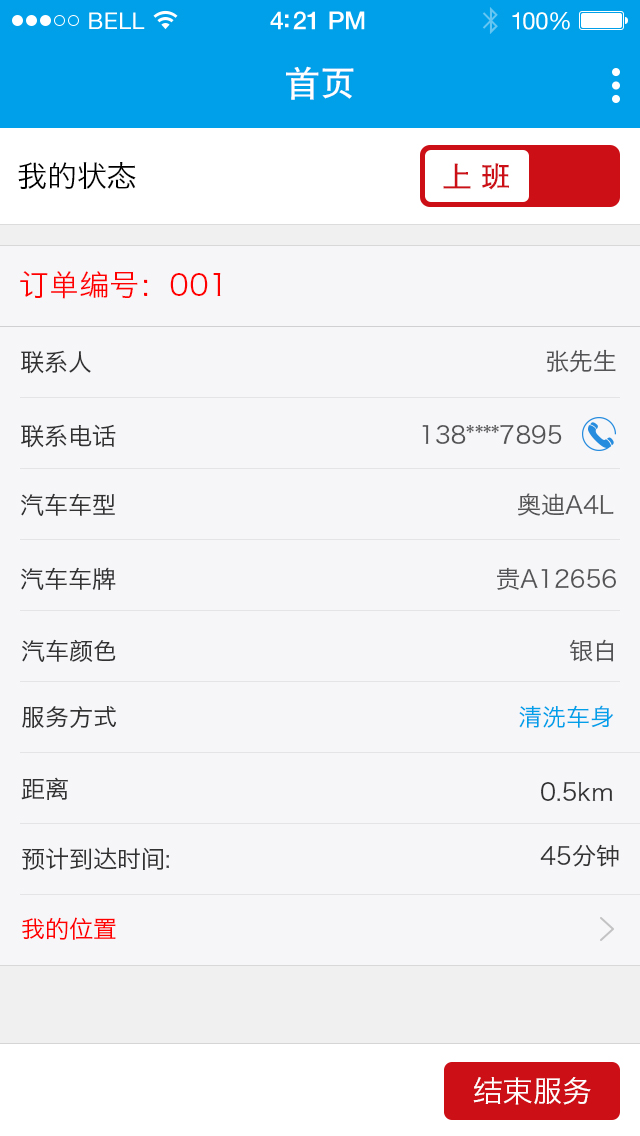 BELL 4:21 PM 100%
首页
我的状态 上 班
订单编号：001
联系人 张先生
联系电话 138****7895
汽车车型 奥迪A4L
汽车车牌 贵A12656
汽车颜色 银白
服务方式 清洗车身
距离 0.5km
预计到达时间: 45分钟
我的位置
结束服务